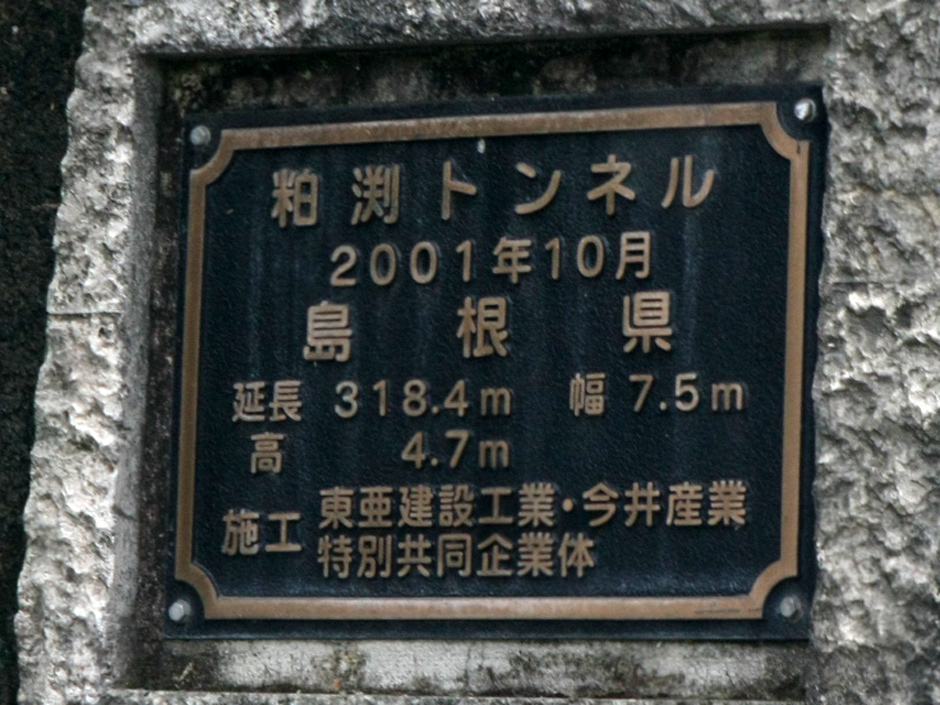 粕渕トンネル
2001年10月
島根県
延長 318.4m 幅 7.5m
高 4.7m
施工 東亜建設工業・今井産業
特別共同企業体